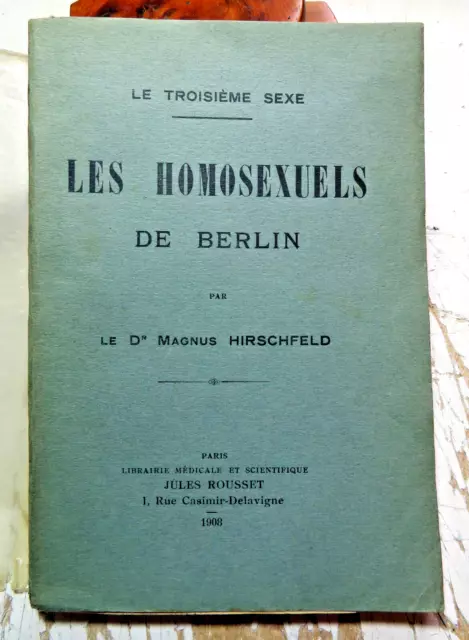 LE TROISIÈME SEXE
LES HOMOSEXUELS
DE BERLIN
PAR
LE Dr MAGNUS HIRSCHFELD
PARIS
LIBRAIRIE MÉDICALE ET SCIENTIFIQUE
JULES ROUSSET
1, Rue Casimir-Delavigne
1908